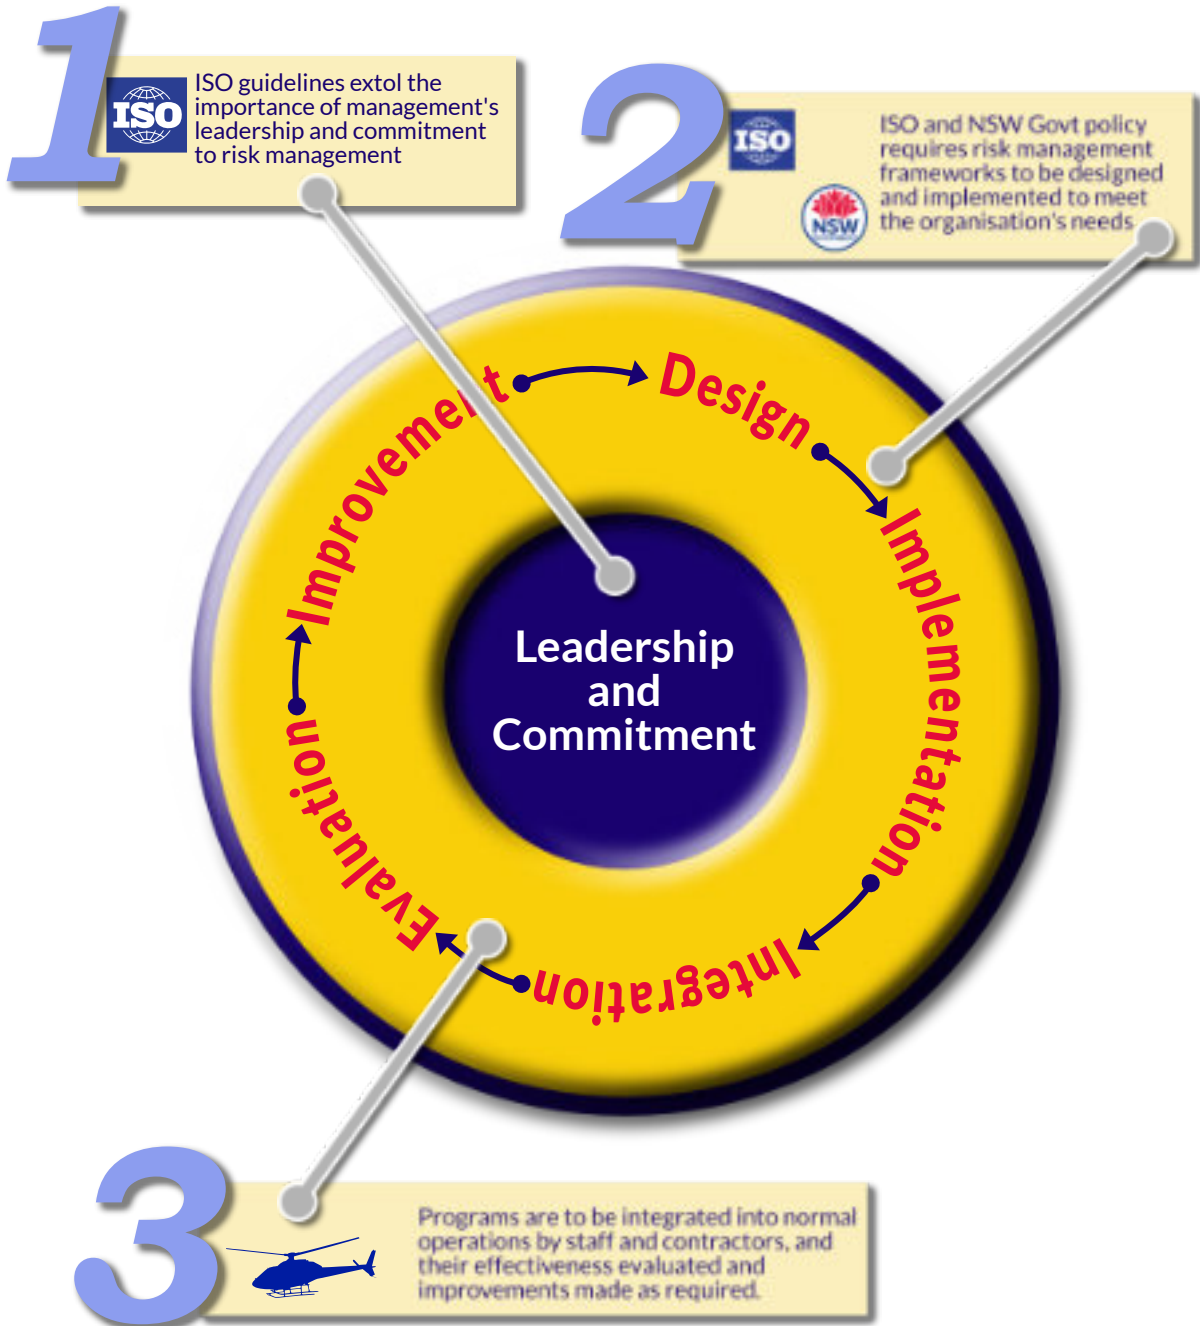 1
ISO
ISO guidelines extol the
importance of management's
leadership and commitment
to risk management
2
ISO
NSW
ISO and NSW Govt policy
requires risk management
frameworks to be designed
and implemented to meet
the organisation's needs
Design
Implementation
Integration
Evaluation
Improvement
Leadership
and
Commitment
3
Programs are to be integrated into normal
operations by staff and contractors, and
their effectiveness evaluated and
improvements made as required.